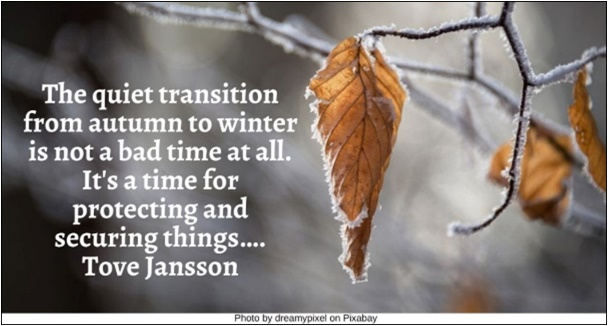 The quiet transition
from autumn to winter
is not a bad time at all.
It's a time for
protecting and
securing things....
Tove Jansson
Photo by dreamypixel on Pixabay